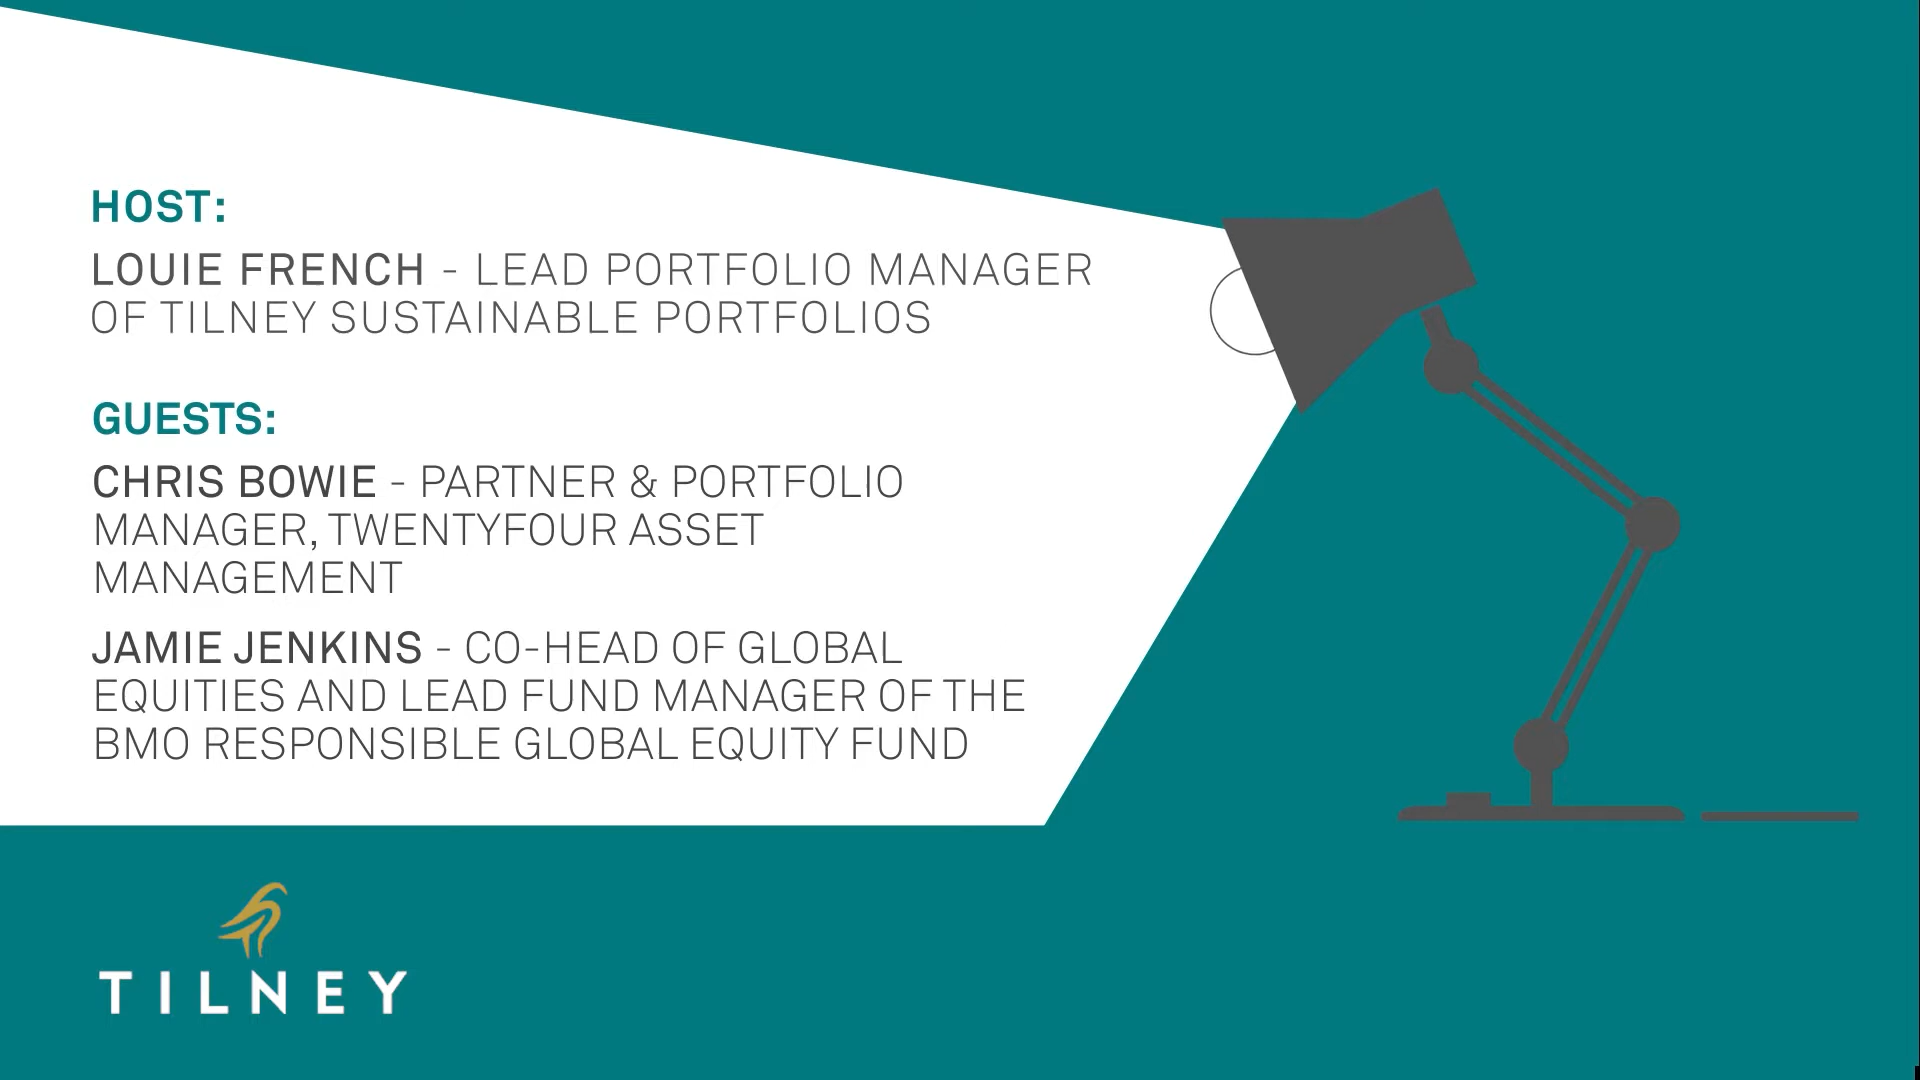 HOST:
LOUIE FRENCH - LEAD PORTFOLIO MANAGER
OF TILNEY SUSTAINABLE PORTFOLIOS
GUESTS:
CHRIS BOWIE - PARTNER & PORTFOLIO
MANAGER, TWENTYFOUR ASSET
MANAGEMENT
JAMIE JENKINS - CO-HEAD OF GLOBAL
EQUITIES AND LEAD FUND MANAGER OF THE
BMO RESPONSIBLE GLOBAL EQUITY FUND
TILNEY